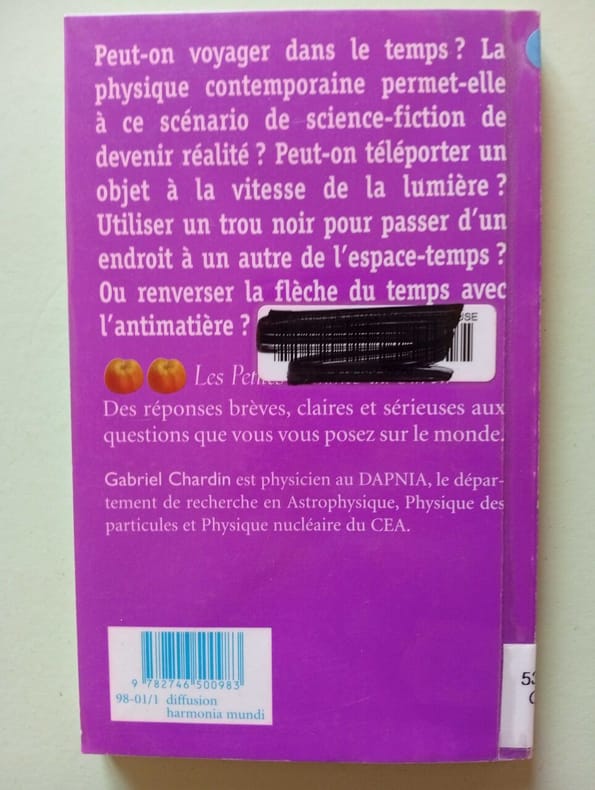 Peut-on voyager dans le temps ? La
physique contemporaine permet-elle
à ce scénario de science-fiction de
devenir réalité ? Peut-on téléporter un
objet à la vitesse de la lumière ?
Utiliser un trou noir pour passer d'un
endroit à un autre de l'espace-temps ?
Ou renverser la flèche du temps avec
l'antimatière ?
USE
Les
Des réponses brèves, claires et sérieuses aux
questions que vous vous posez sur le monde.
Gabriel Chardin est physicien au DAPNIA, le dépar-
tement de recherche en Astrophysique, Physique des
particules et Physique nucléaire du CEA.
9 782746 500983
98-01/1 diffusion
harmonia mundi
53